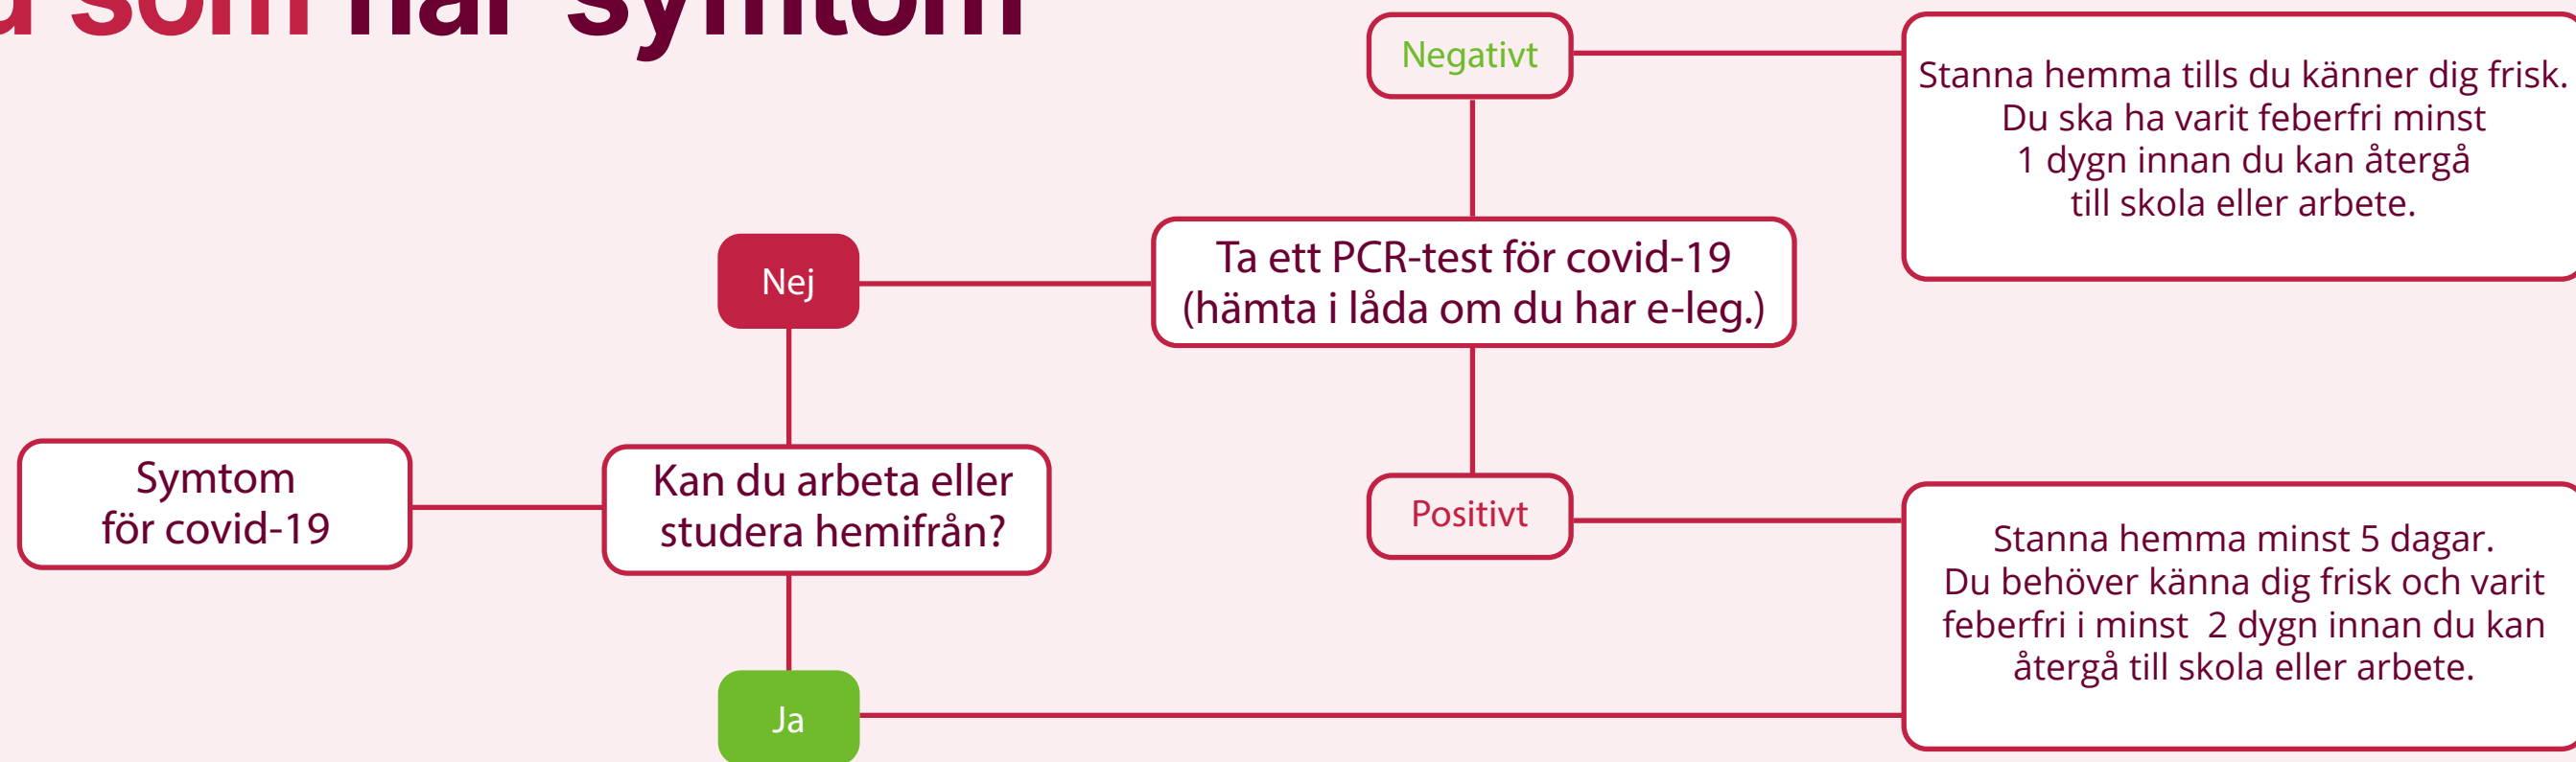 som har symtom
Negativt
Stanna hemma tills du känner dig frisk.
Du ska ha varit feberfri minst
1 dygn innan du kan återgå
till skola eller arbete.
Nej
Ta ett PCR-test för covid-19
(hämta i låda om du har e-leg.)
Symtom
för covid-19
Kan du arbeta eller
studera hemifrån?
Positivt
Stanna hemma minst 5 dagar.
Du behöver känna dig frisk och varit
feberfri i minst 2 dygn innan du kan
återgå till skola eller arbete.
Ja